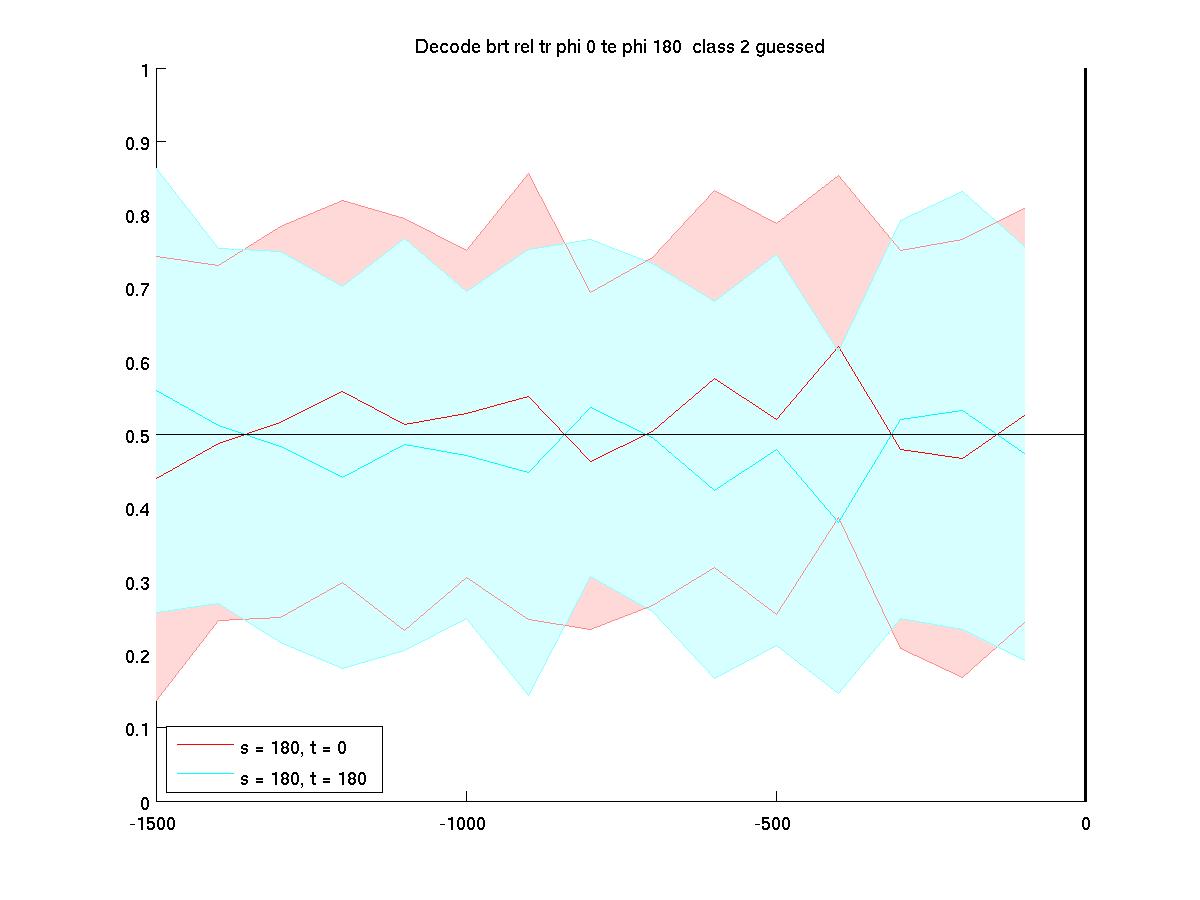 Decode brt rel tr phi 0 te phi 180 class 2 guessed
1
0.9
0.8
0.7
0.6
0.5
0.4
0.3
0.2
0.1
0
s = 180, t = 0
s = 180, t = 180
-1500 -1000 -500 0